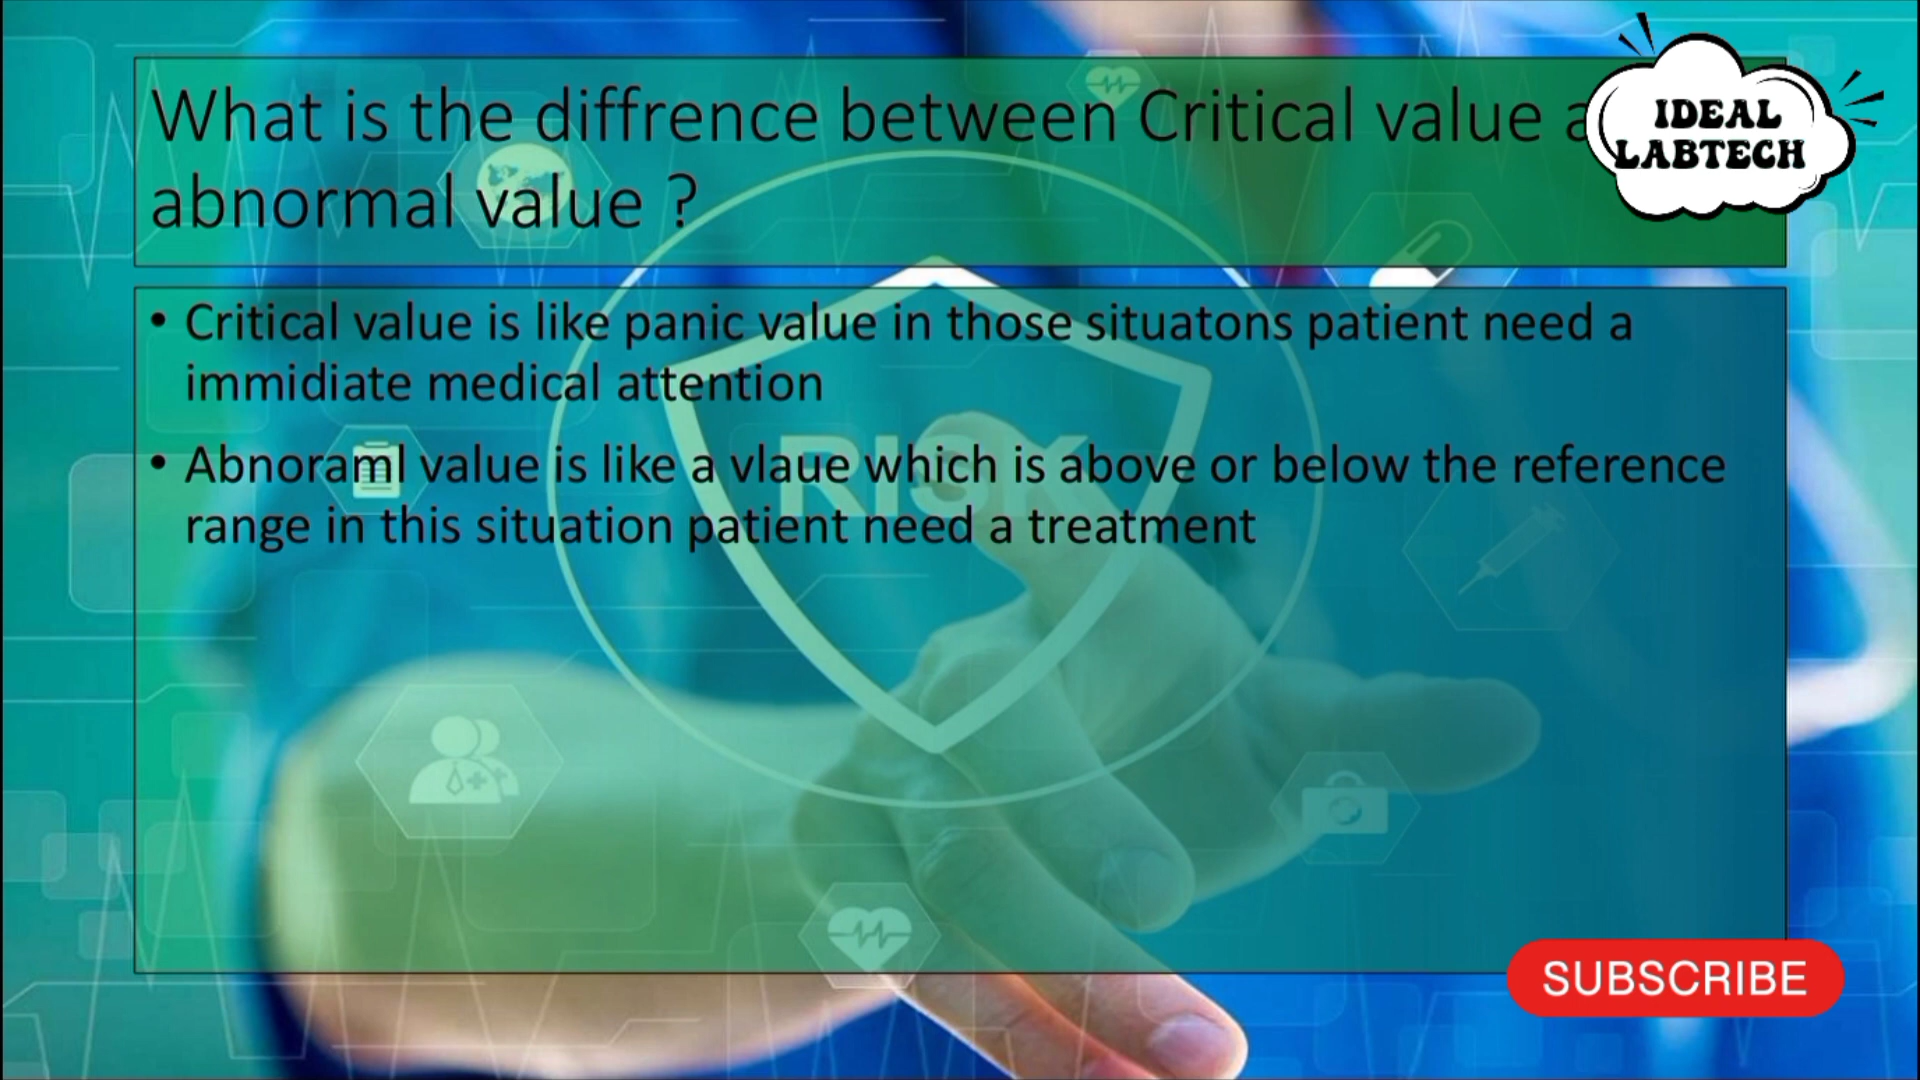 What is the diffrence between Critical value
abnormal value ?
IDEAL
LABTECH
• Critical value is like panic value in those situatons patient need a
immidiate medical attention
• Abnoraml value is like a vlaue which is above or below the reference
range in this situation patient need a treatment
RISK
SUBSCRIBE